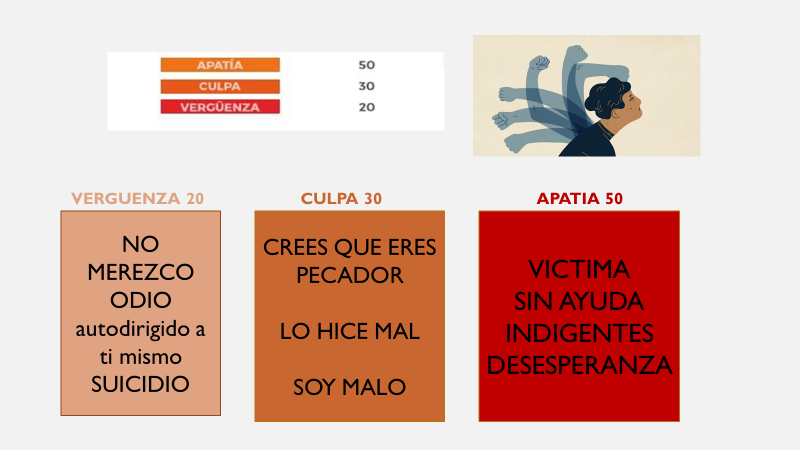 APATÍA 50
CULPA 30
VERGÜENZA 20
VERGUENZA 20
NO
MEREZCO
ODIO
autodirigido a
ti mismo
SUICIDIO
CULPA 30
CREES QUE ERES
PECADOR
LO HICE MAL
SOY MALO
APATIA 50
VICTIMA
SIN AYUDA
INDIGENTES
DESESPERANZA